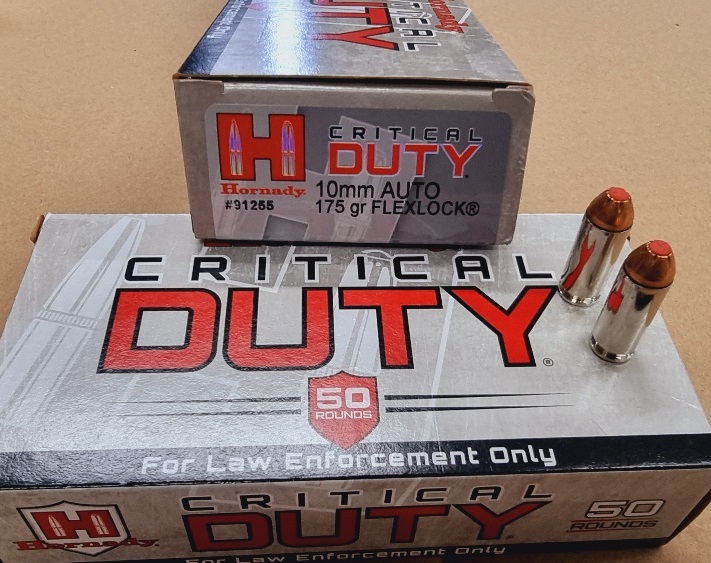 CRITICAL
DUTY
Hornady
H
CRITICAL
DUTY
Hornady.
10mm AUTO
#91255
175 gr FLEXLOCK®
CRITICAL
DUTY®
50
ROUNDS
For Law Enforcement Only
H
Hornady.
CRITICAL
DUTY.
50
ROUNDS
For Law Enforcement Only